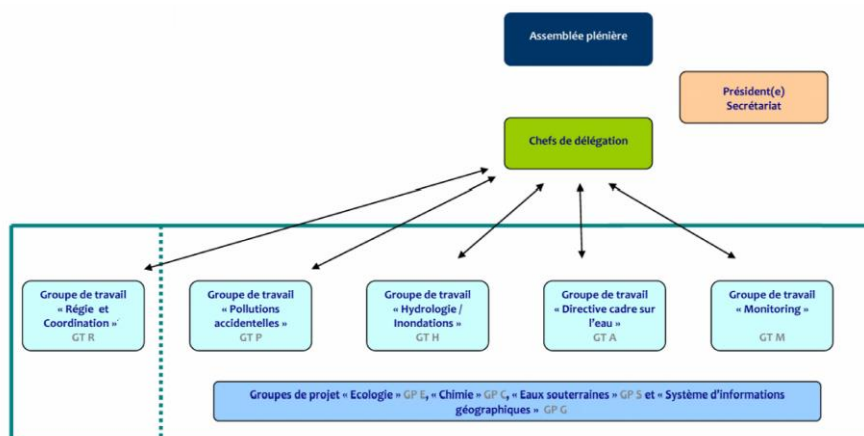 Assemblée plénière
Président(e)
Secrétariat
Chefs de délégation
Groupe de travail
« Régie et
Coordination »
GT R
Groupe de travail
« Pollutions
accidentelles »
GT P
Groupe de travail
« Hydrologie /
Inondations »
GT H
Groupe de travail
« Directive cadre sur
l'eau »
GT A
Groupe de travail
« Monitoring »
GT M
Groupes de projet « Ecologie » GP E, « Chimie » GP C, « Eaux souterraines » GP S et « Système d'informations
géographiques » GP G